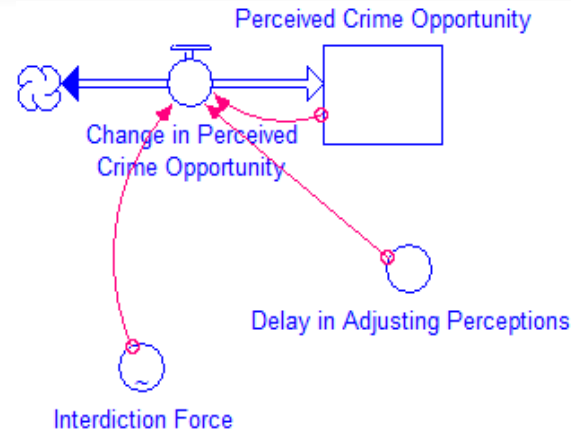 Perceived Crime Opportunity
Change in Perceived
Crime Opportunity
Delay in Adjusting Perceptions
~
Interdiction Force